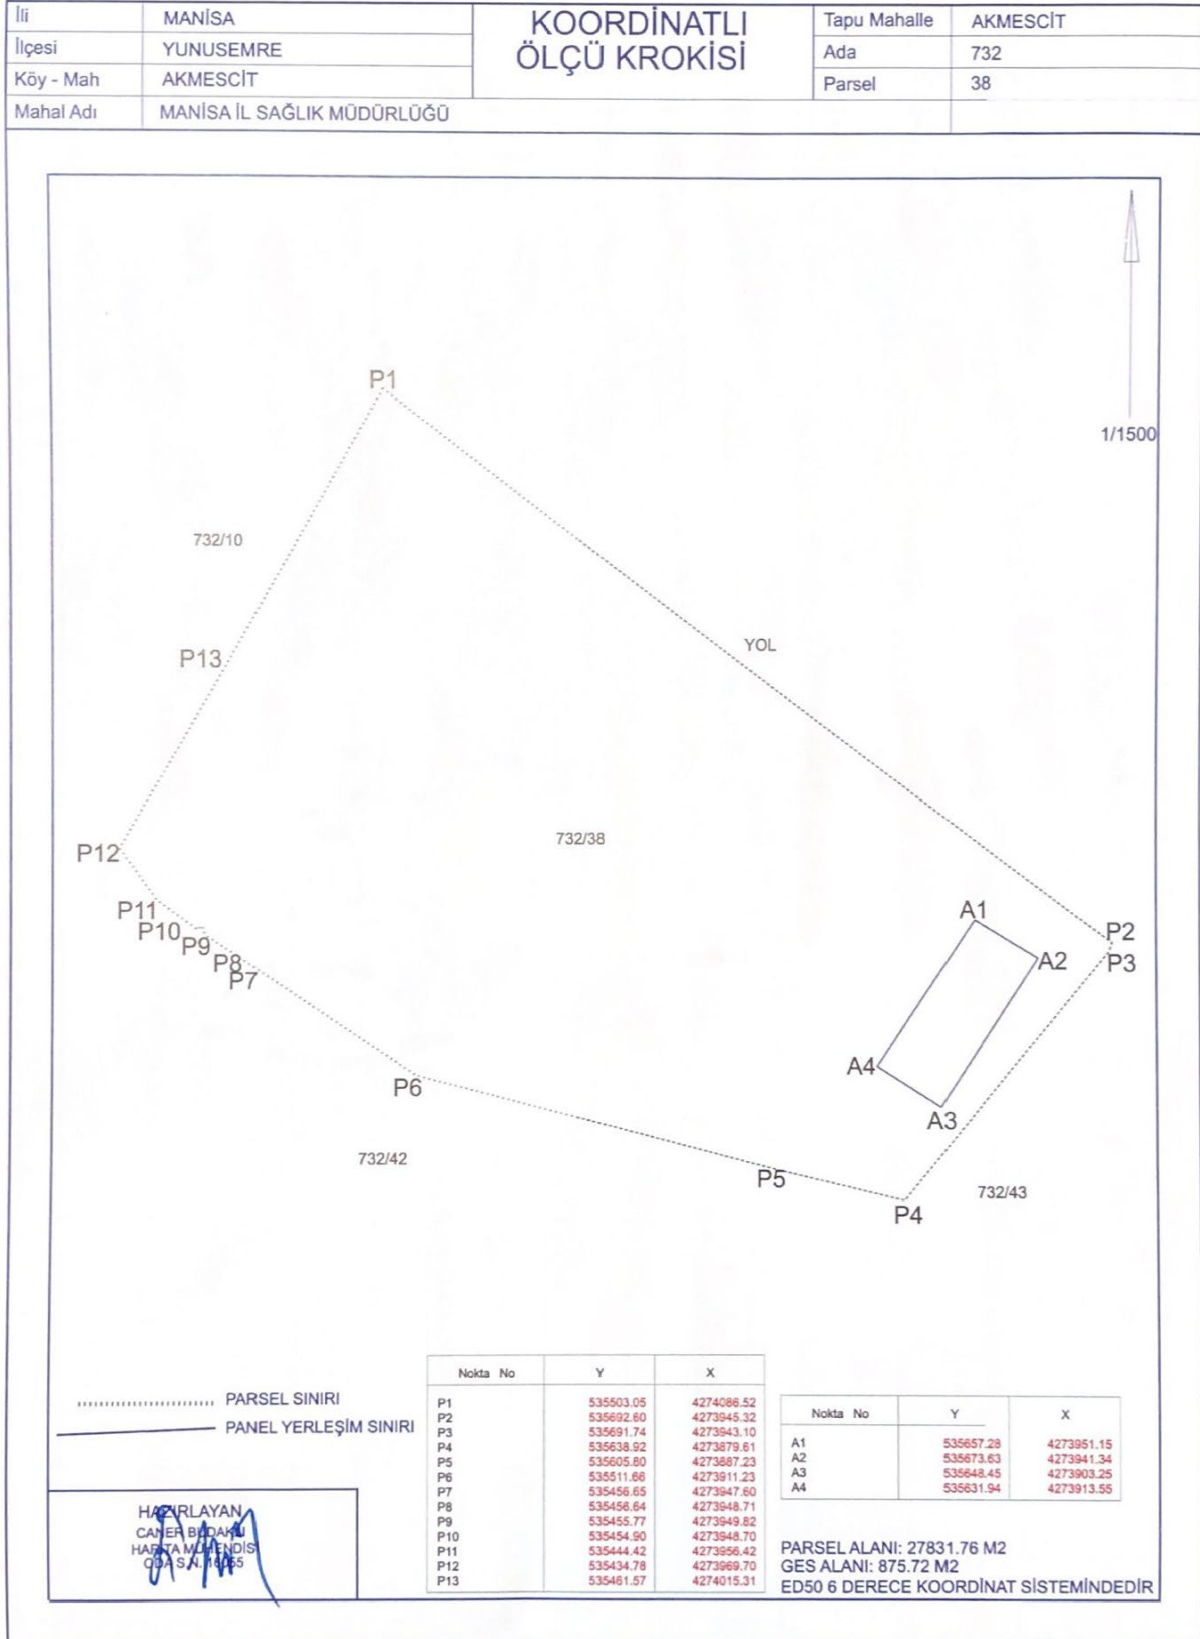 İli MANİSA
İlçesi YUNUSEMRE
Köy - Mah AKMESCİT
Mahal Adı MANİSA İL SAĞLIK MÜDÜRLÜĞÜ
KOORDİNATLI
ÖLÇÜ KROKİSİ
Tapu Mahalle AKMESCİT
Ada 732
Parsel 38
1/1500
P1
732/10
P13
YOL
732/38
P12
P11
P10
P9
P8
P7
A1
P2
A2
P3
A4
P6
A3
732/42
P5
732/43
P4
PARSEL SINIRI
PANEL YERLEŞİM SINIRI
Nokta No Y X
P1 535503.05 4274086.52
P2 535692.60 4273945.32
P3 535691.74 4273943.10
P4 535638.92 4273879.61
P5 535605.80 4273887.23
P6 535511.66 4273911.23
P7 535456.65 4273947.60
P8 535456.64 4273948.71
P9 535455.77 4273949.82
P10 535454.90 4273948.70
P11 535444.42 4273956.42
P12 535434.78 4273969.70
P13 535461.57 4274015.31
Nokta No Y X
A1 535657.28 4273951.15
A2 535673.63 4273941.34
A3 535648.45 4273903.25
A4 535631.94 4273913.55
HAZIRLAYAN
CANER BUDAKLI
HARİTA MÜHENDİSİ
ODA S.N.
PARSEL ALANI: 27831.76 M2
GES ALANI: 875.72 M2
ED50 6 DERECE KOORDİNAT SİSTEMİNDEDİR